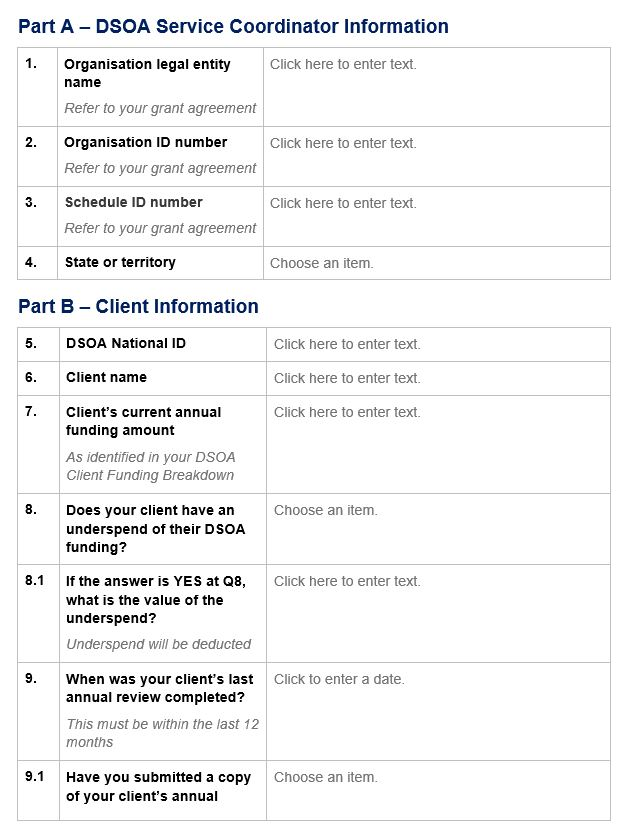 Part A – DSOA Service Coordinator Information
1. Organisation legal entity Click here to enter text.
name
Refer to your grant agreement
2. Organisation ID number Click here to enter text.
Refer to your grant agreement
3. Schedule ID number Click here to enter text.
Refer to your grant agreement
4. State or territory Choose an item.
Part B – Client Information
5. DSOA National ID Click here to enter text.
6. Client name Click here to enter text.
7. Client’s current annual Click here to enter text.
funding amount
As identified in your DSOA
Client Funding Breakdown
8. Does your client have an Choose an item.
underspend of their DSOA
funding?
8.1 If the answer is YES at Q8, Click here to enter text.
what is the value of the
underspend?
Underspend will be deducted
9. When was your client’s last Click to enter a date.
annual review completed?
This must be within the last 12
months
9.1 Have you submitted a copy Choose an item.
of your client’s annual